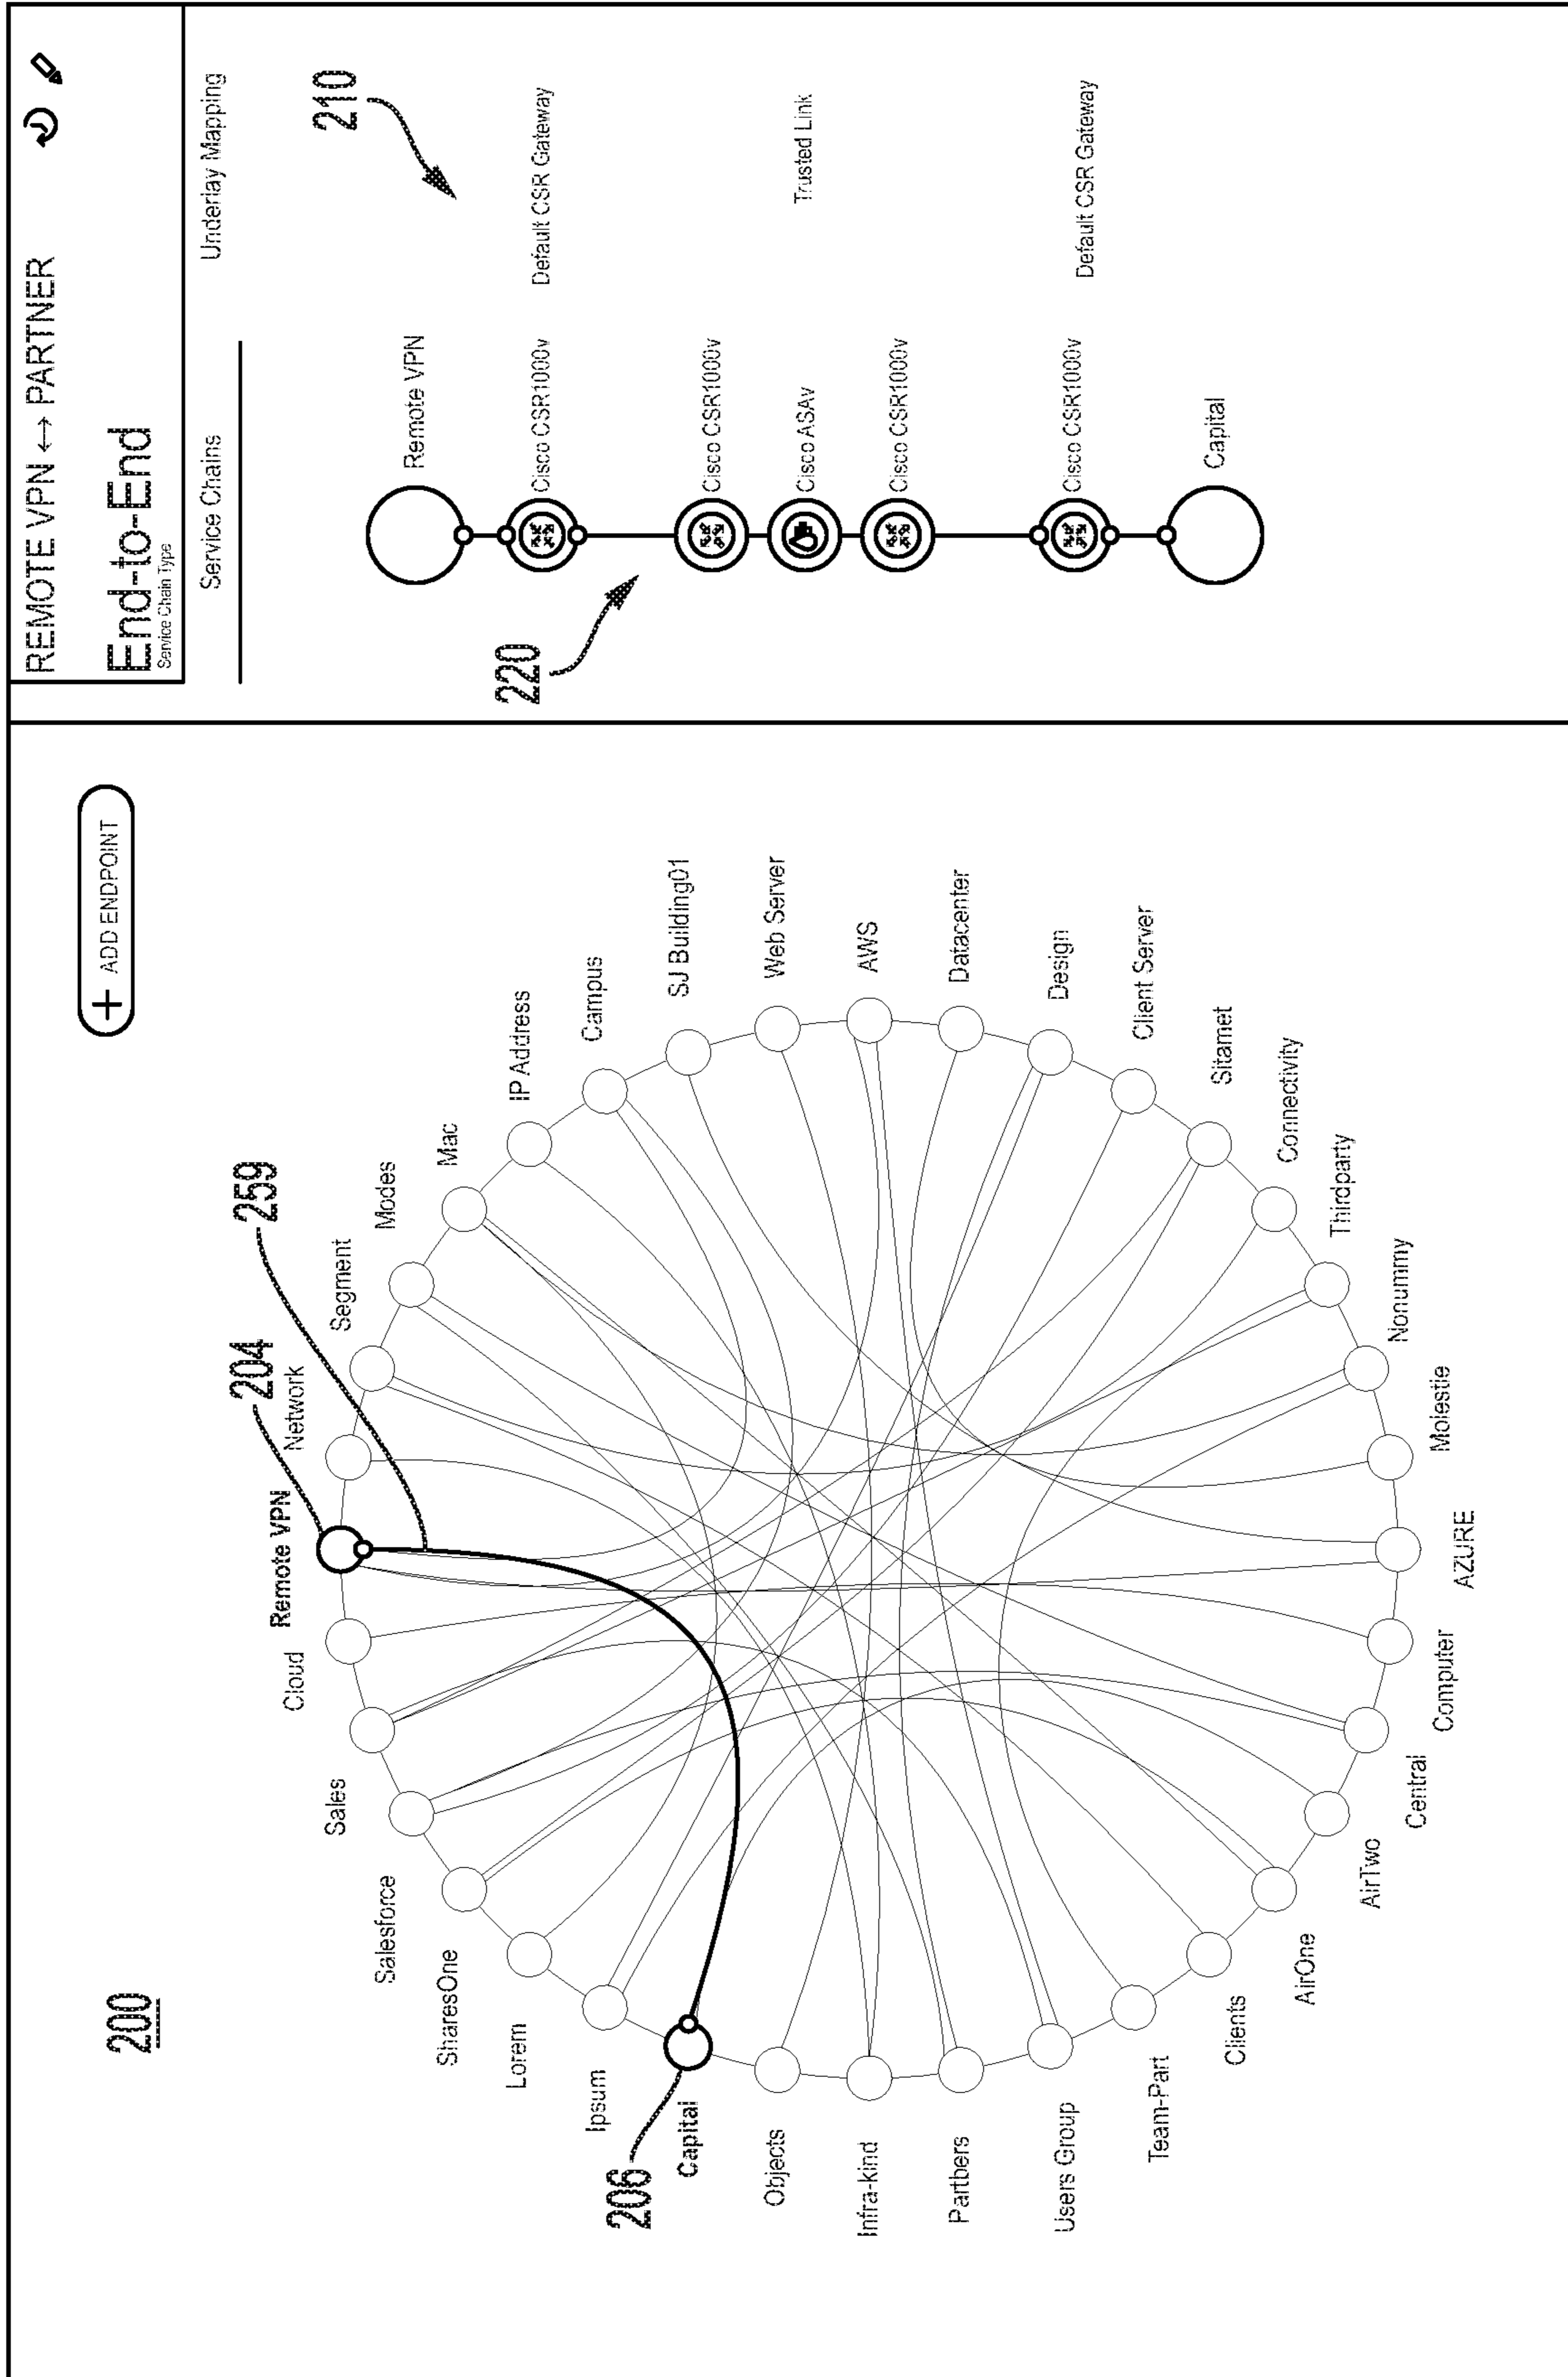 200
+ ADD ENDPOINT
204
259
206
Remote VPN
Network
Segment
Modes
Mac
IP Address
Campus
SJ Building01
Web Server
AWS
Datacenter
Design
Client Server
Sitamet
Connectivity
Thirdparty
Nonummy
Molestie
AZURE
Computer
Central
AirTwo
AirOne
Clients
Team-Part
Users Group
Partbers
Infra-kind
Objects
Capital
Ipsum
Lorem
SharesOne
Salesforce
Sales
Cloud
REMOTE VPN ↔ PARTNER
End-to-End
Service Chain Type
Service Chains
Underlay Mapping
210
220
Remote VPN
Cisco CSR1000v
Default CSR Gateway
Cisco CSR1000v
Cisco ASAv
Trusted Link
Cisco CSR1000v
Cisco CSR1000v
Default CSR Gateway
Capital